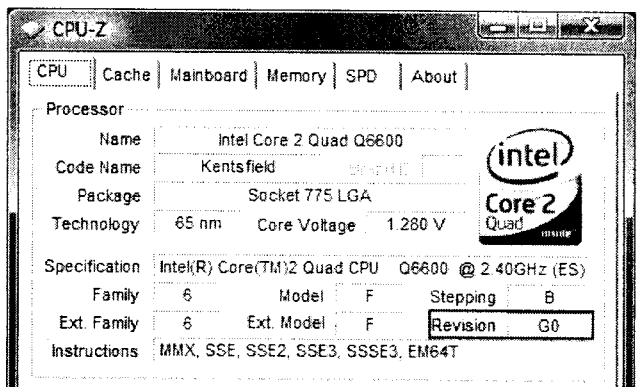 CPU-Z
CPU Cache Mainboard Memory SPD About
Processor
Name Intel Core 2 Quad Q6600
Code Name Kentsfield Brand ID
Package Socket 775 LGA
Technology 65 nm Core Voltage 1.280 V
intel
Core 2
Quad
inside
Specification Intel(R) Core(TM)2 Quad CPU Q6600 @ 2.40GHz (ES)
Family 6 Model F Stepping B
Ext. Family 6 Ext. Model F Revision G0
Instructions MMX, SSE, SSE2, SSE3, SSSE3, EM64T